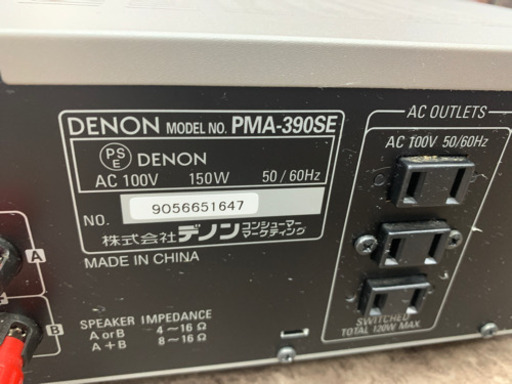 DENON MODEL NO. PMA-390SE
PS E DENON
AC 100V 150W 50/60Hz
NO. 9056651647
株式会社デノン コンシューマー マーケティング
MADE IN CHINA
SPEAKER IMPEDANCE
A or B 4～16 Ω
A + B 8～16 Ω
A
B
AC OUTLETS
AC 100V 50/60Hz
SWITCHED
TOTAL 120W MAX.